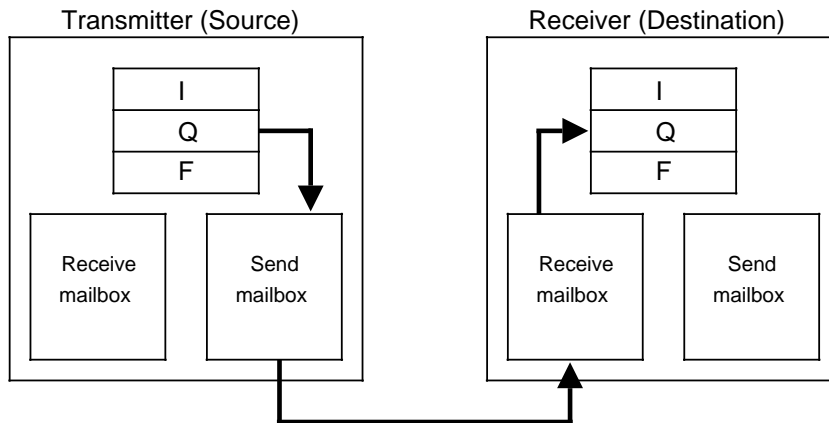 Transmitter (Source)
I
Q
F
Receive
mailbox
Send
mailbox
Receiver (Destination)
I
Q
F
Receive
mailbox
Send
mailbox